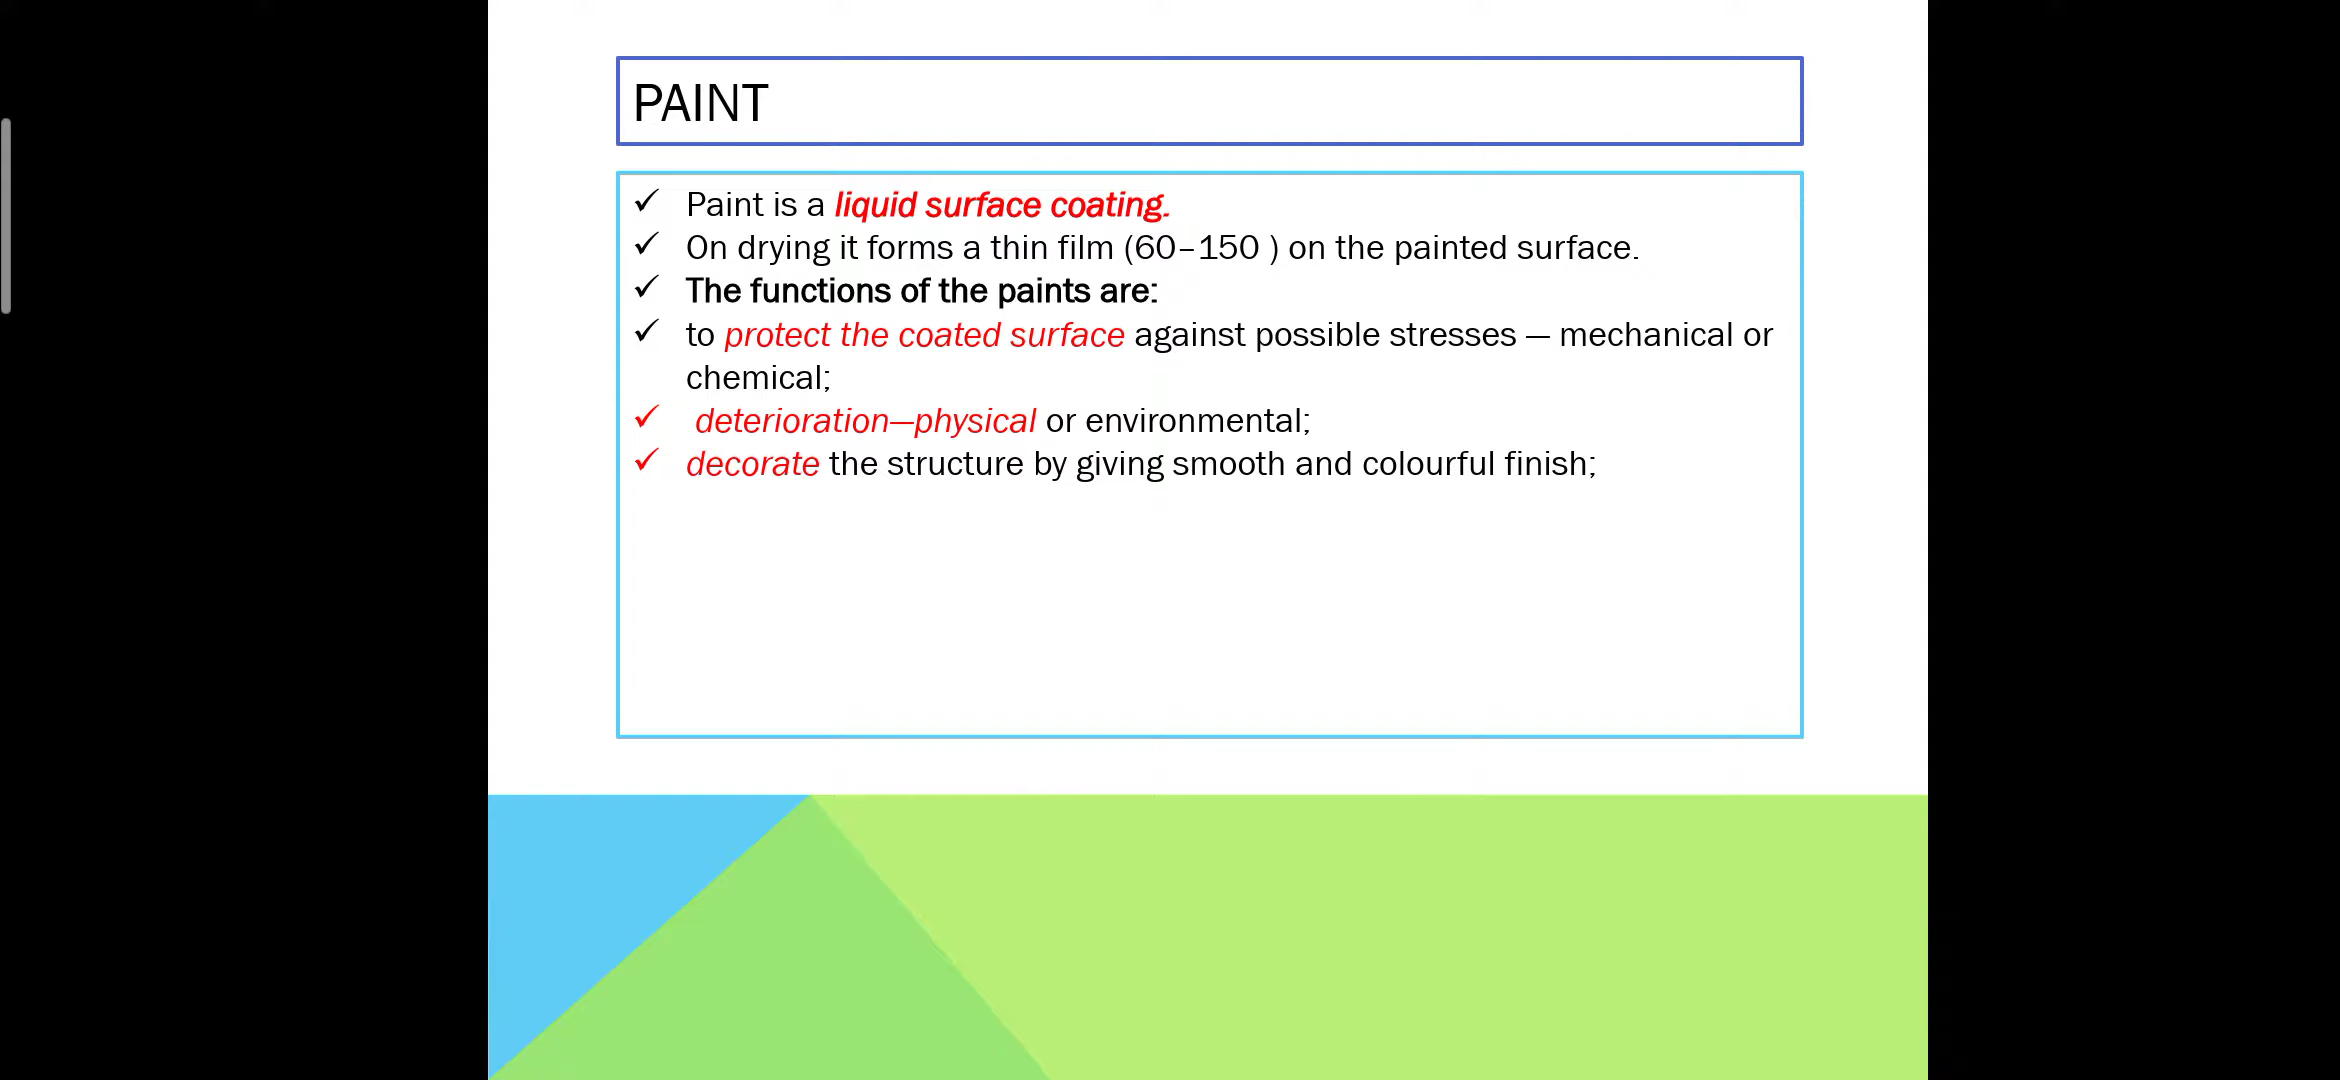 PAINT
✓ Paint is a liquid surface coating.
✓ On drying it forms a thin film (60–150 ) on the painted surface.
✓ The functions of the paints are:
✓ to protect the coated surface against possible stresses — mechanical or
chemical;
✓ deterioration—physical or environmental;
✓ decorate the structure by giving smooth and colourful finish;